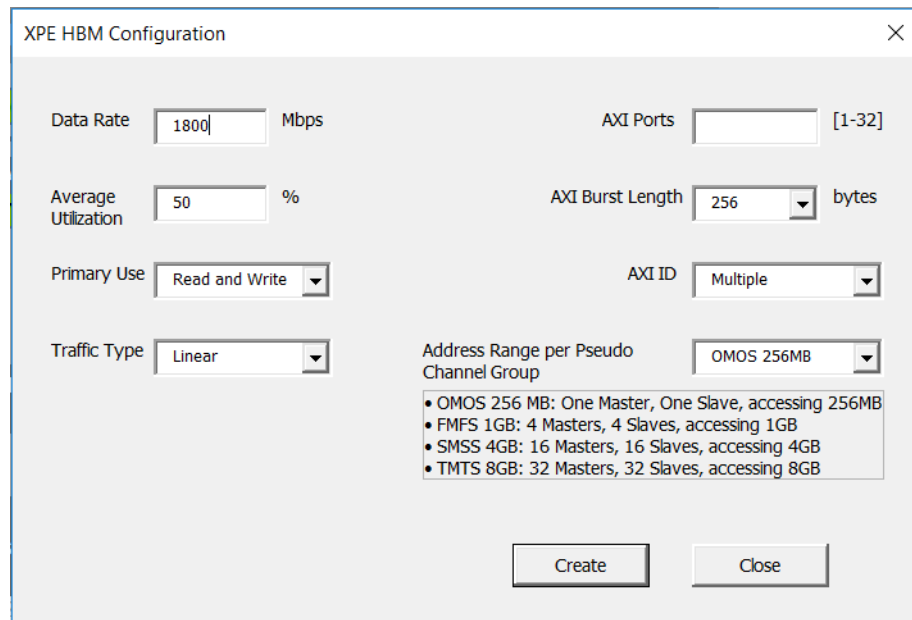 XPE HBM Configuration
Data Rate 1800 Mbps
AXI Ports [1-32]
Average Utilization 50 %
AXI Burst Length 256 bytes
Primary Use Read and Write
AXI ID Multiple
Traffic Type Linear
Address Range per Pseudo
Channel Group
OMOS 256MB
• OMOS 256 MB: One Master, One Slave, accessing 256MB
• FMFS 1GB: 4 Masters, 4 Slaves, accessing 1GB
• SMSS 4GB: 16 Masters, 16 Slaves, accessing 4GB
• TMTS 8GB: 32 Masters, 32 Slaves, accessing 8GB
Create
Close